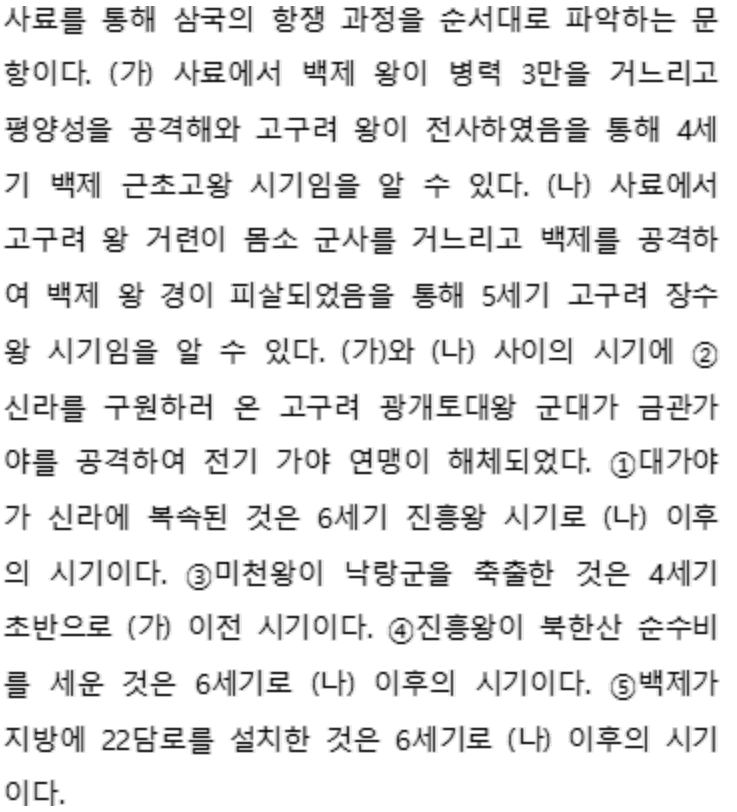 사료를 통해 삼국의 항쟁 과정을 순서대로 파악하는 문
항이다. (가) 사료에서 백제 왕이 병력 3만을 거느리고
평양성을 공격해와 고구려 왕이 전사하였음을 통해 4세
기 백제 근초고왕 시기임을 알 수 있다. (나) 사료에서
고구려 왕 거련이 몸소 군사를 거느리고 백제를 공격하
여 백제 왕 경이 피살되었음을 통해 5세기 고구려 장수
왕 시기임을 알 수 있다. (가)와 (나) 사이의 시기에 ②
신라를 구원하러 온 고구려 광개토대왕 군대가 금관가
야를 공격하여 전기 가야 연맹이 해체되었다. ①대가야
가 신라에 복속된 것은 6세기 진흥왕 시기로 (나) 이후
의 시기이다. ③미천왕이 낙랑군을 축출한 것은 4세기
초반으로 (가) 이전 시기이다. ④진흥왕이 북한산 순수비
를 세운 것은 6세기로 (나) 이후의 시기이다. ⑤백제가
지방에 22담로를 설치한 것은 6세기로 (나) 이후의 시기
이다.